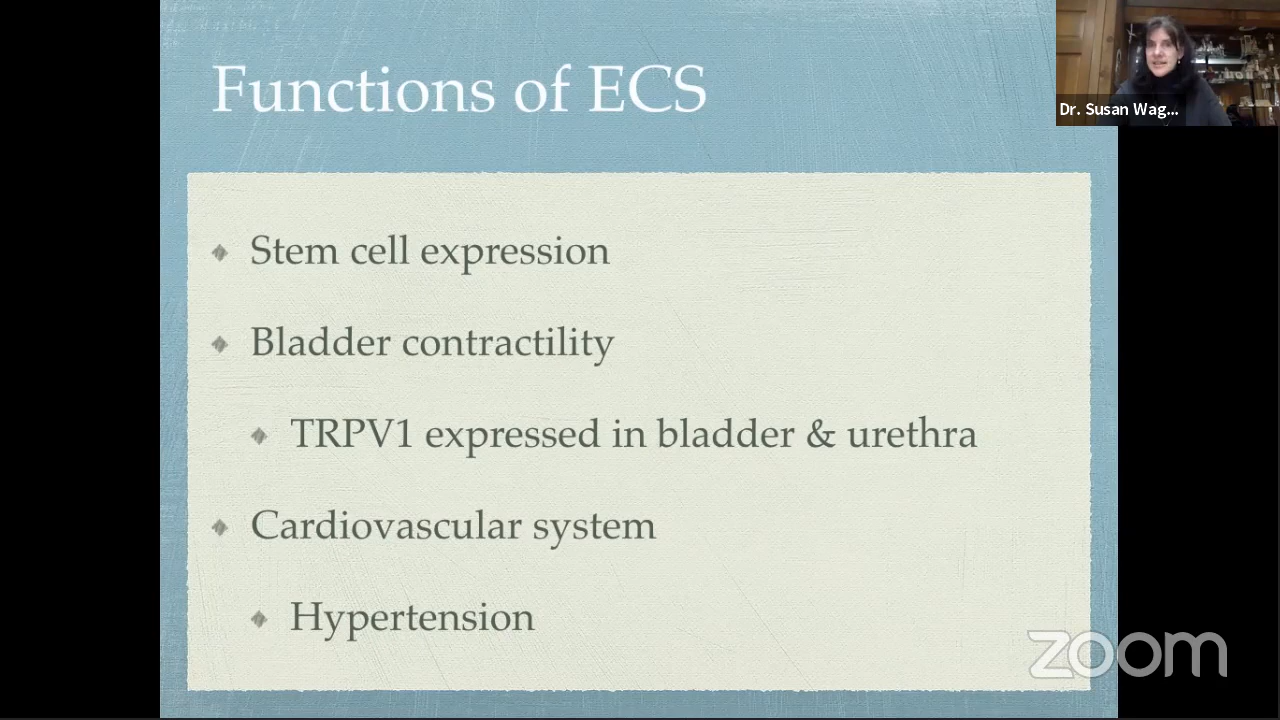 Functions of ECS
Dr. Susan Wag...
Stem cell expression
Bladder contractility
TRPV1 expressed in bladder & urethra
Cardiovascular system
Hypertension
zoom